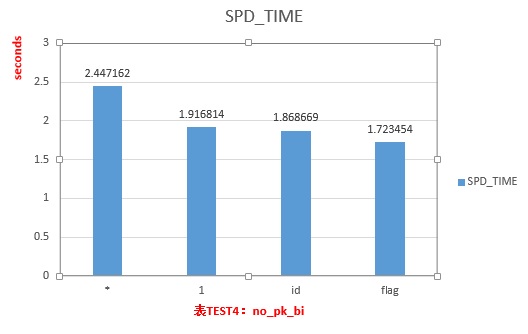 SPD_TIME
seconds
3
2.5
2
1.5
1
0.5
0
2.447162
1.916814
1.868669
1.723454
* 1 id flag
SPD_TIME
表TEST4：no_pk_bi